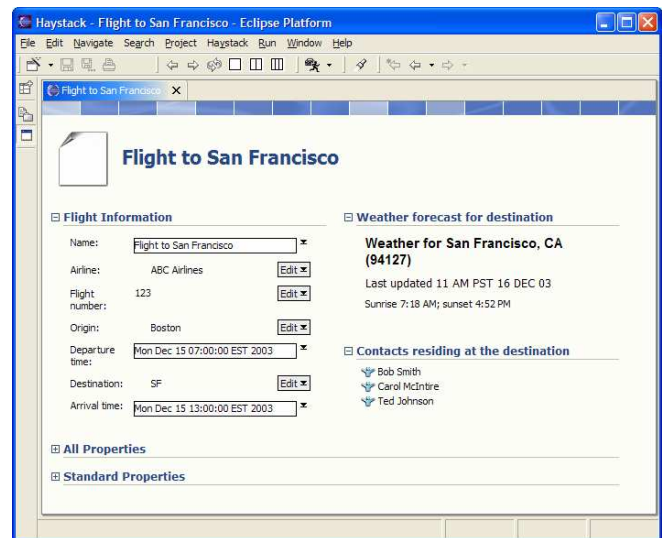 Haystack - Flight to San Francisco - Eclipse Platform
File Edit Navigate Search Project Haystack Run Window Help
Flight to San Francisco X
Flight to San Francisco
Flight Information
Name: Flight to San Francisco
Airline: ABC Airlines Edit
Flight number: 123 Edit
Origin: Boston Edit
Departure time: Mon Dec 15 07:00:00 EST 2003
Destination: SF Edit
Arrival time: Mon Dec 15 13:00:00 EST 2003
Weather forecast for destination
Weather for San Francisco, CA
(94127)
Last updated 11 AM PST 16 DEC 03
Sunrise 7:18 AM; sunset 4:52 PM
Contacts residing at the destination
Bob Smith
Carol McIntire
Ted Johnson
All Properties
Standard Properties